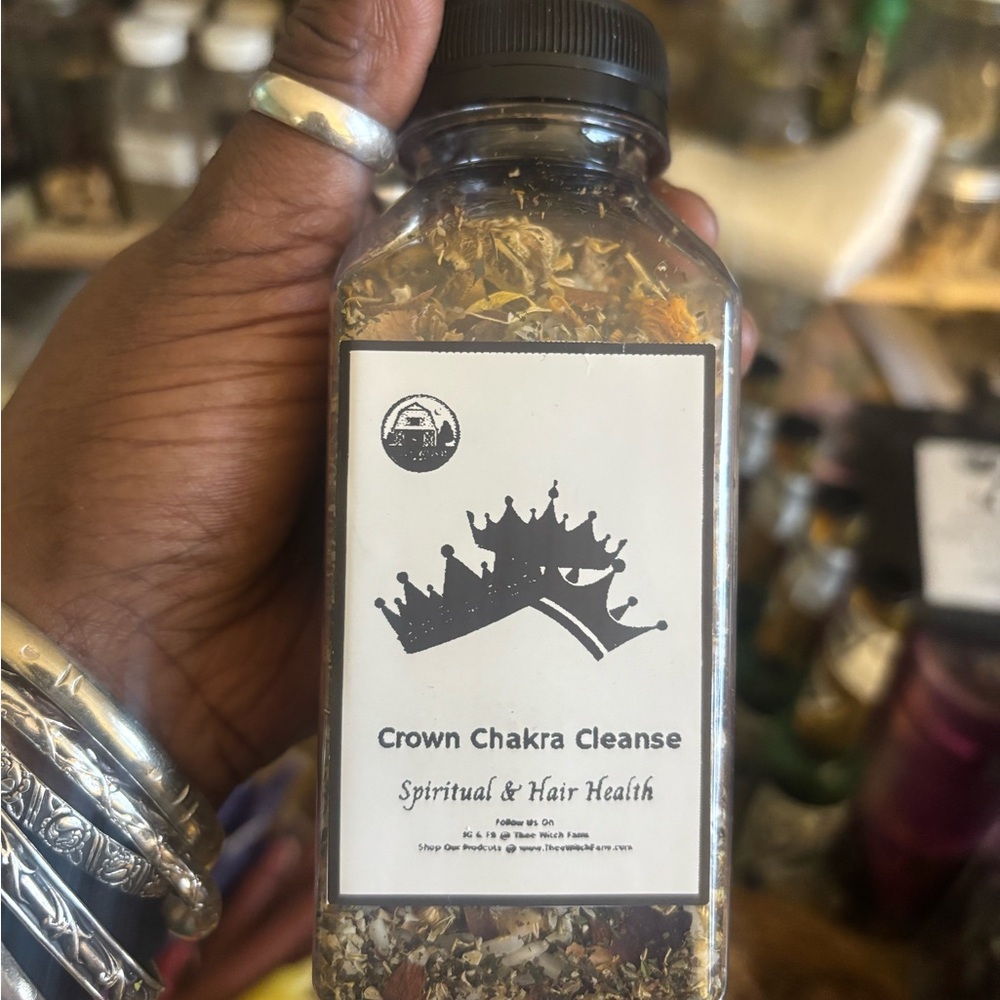 Crown Chakra Cleanse
Spiritual & Hair Health
Follow Us On
IG & FB @ Thee Witch Farm
Shop Our Prodcuts @ www.TheeWitchFarm.com